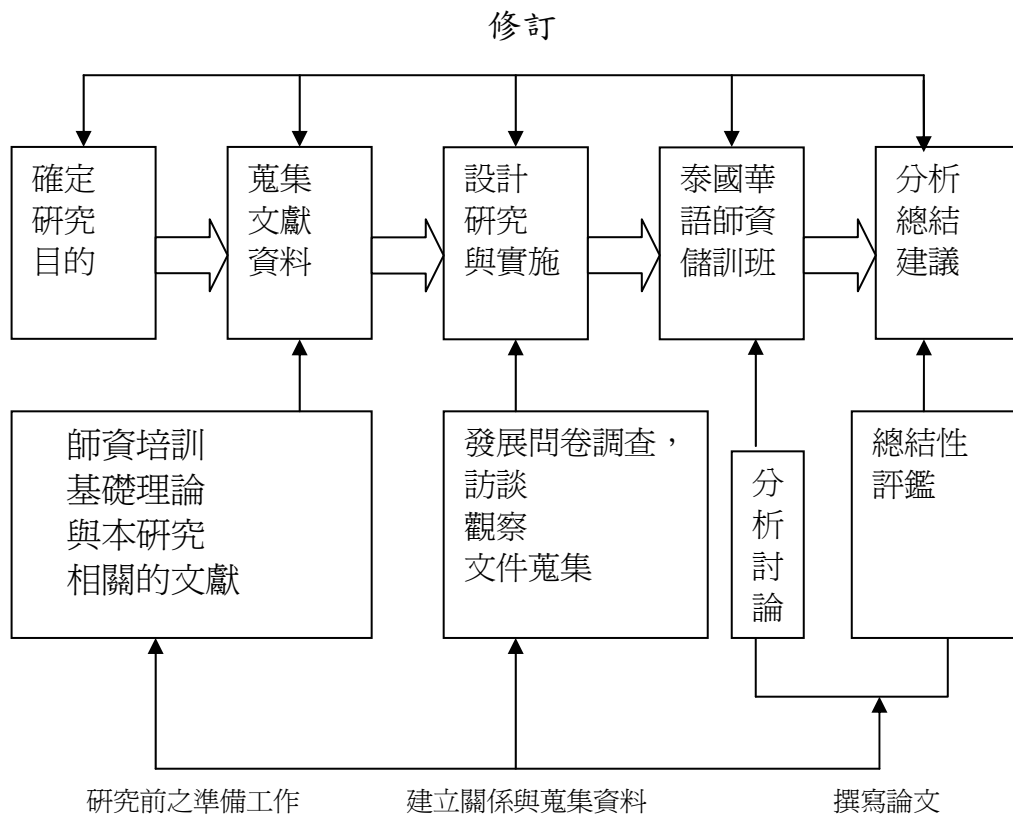 修訂
確定
研究
目的
蒐集
文獻
資料
設計
研究
與實施
泰國華
語師資
儲訓班
分析
總結
建議
師資培訓
基礎理論
與本研究
相關的文獻
發展問卷調查，
訪談
觀察
文件蒐集
分
析
討
論
總結性
評鑑
研究前之準備工作
建立關係與蒐集資料
撰寫論文